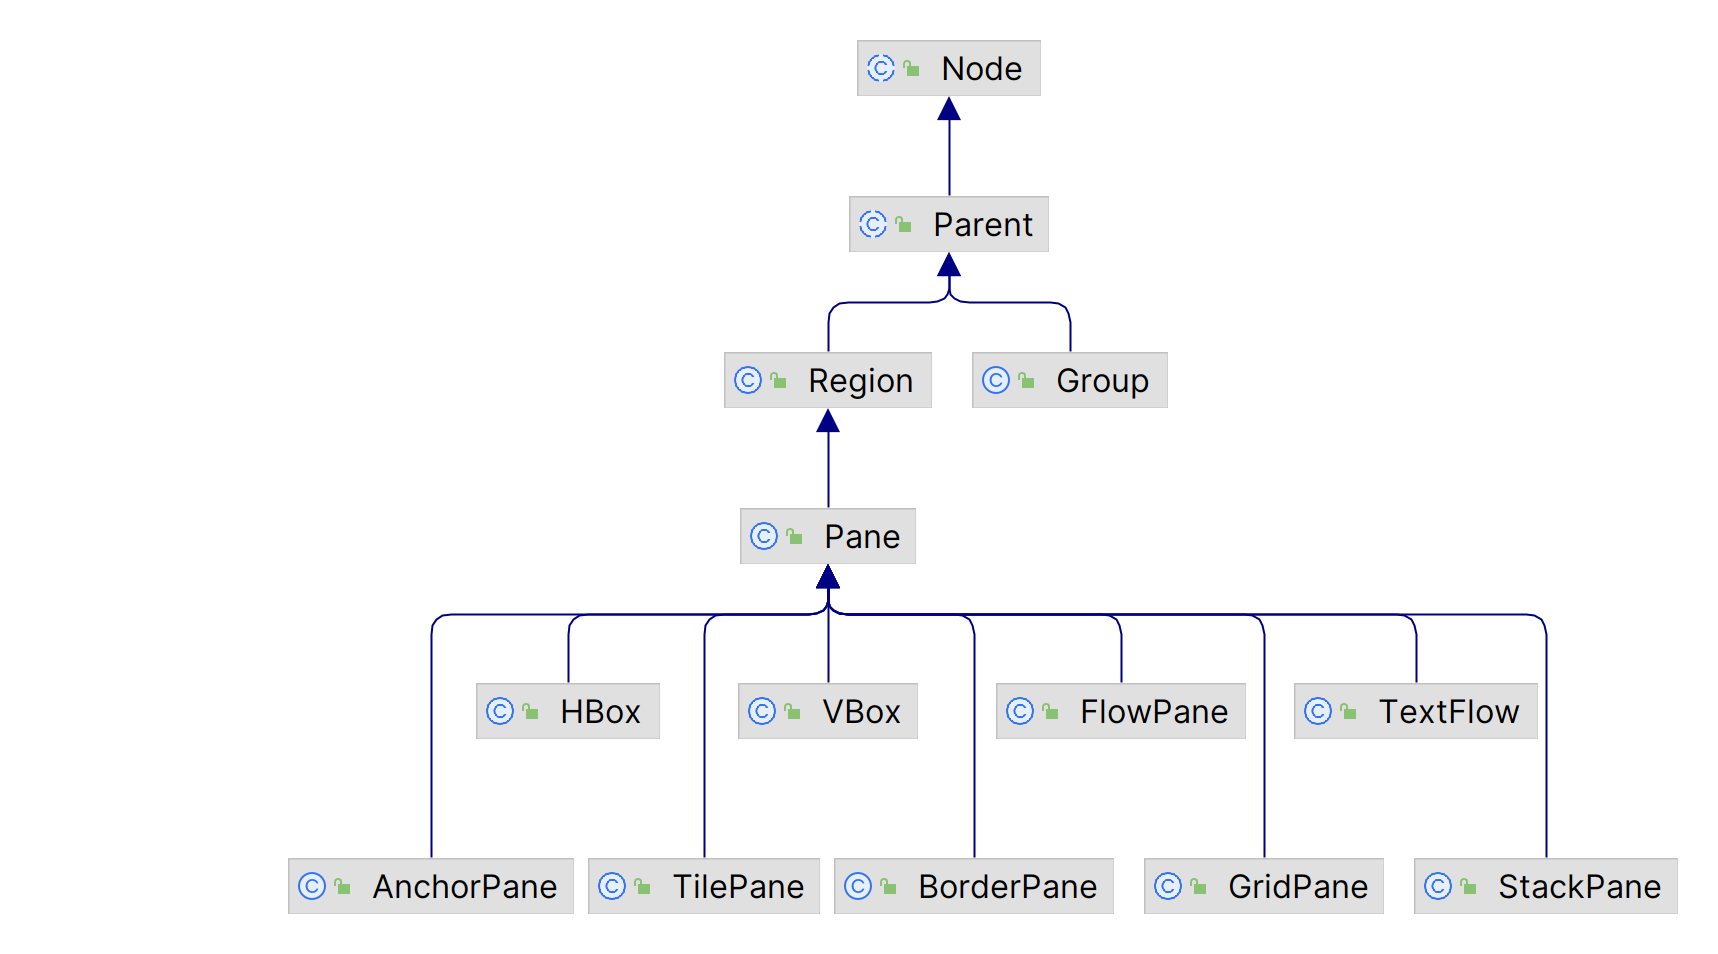 Node
Parent
Region
Group
Pane
HBox
VBox
FlowPane
TextFlow
AnchorPane
TilePane
BorderPane
GridPane
StackPane